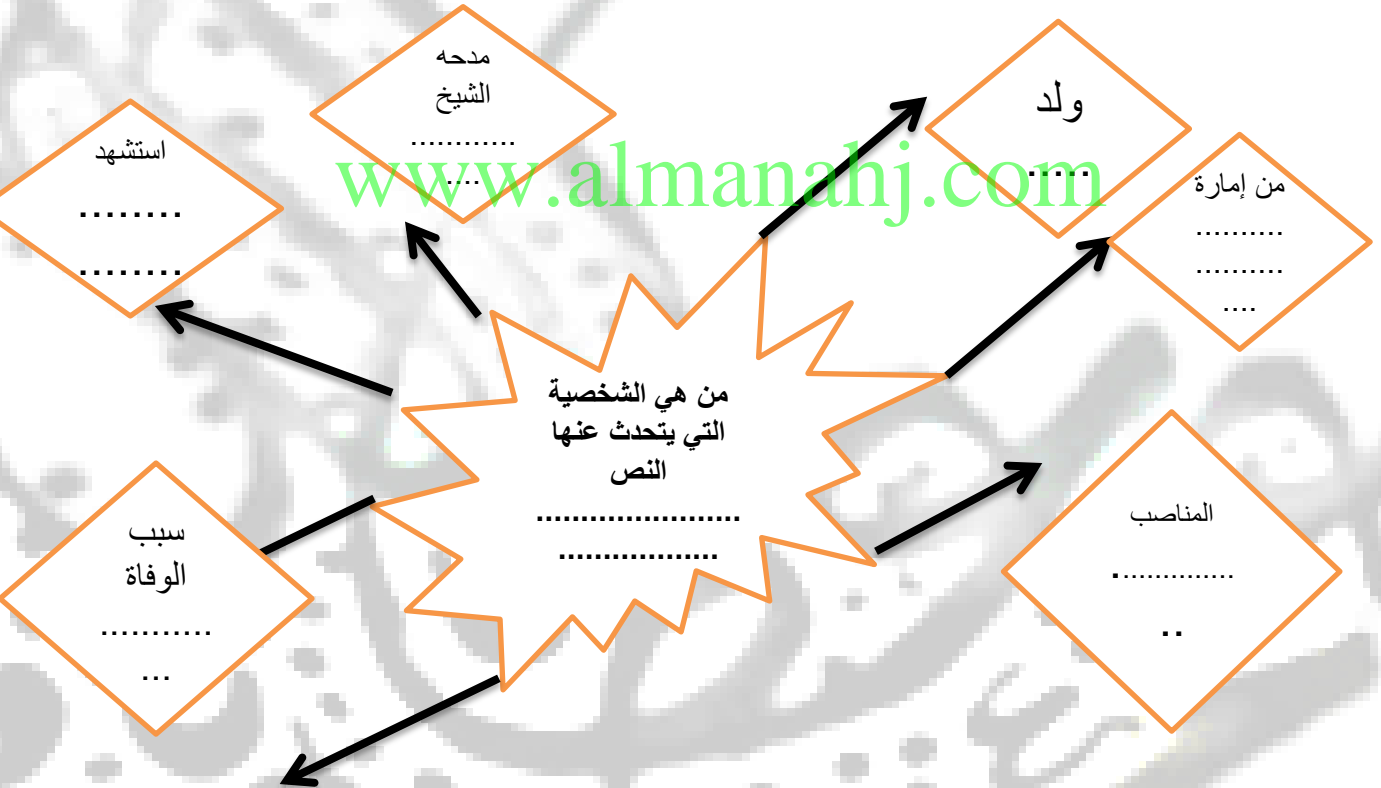 ولد
.....
من إمارة
..........
..........
....
مدحه
الشيخ
............
....
استشهد
........
........
www.almanahj.com
من هي الشخصية
التي يتحدث عنها
النص
.......................
..................
المناصب
..............
..
سبب
الوفاة
...........
...